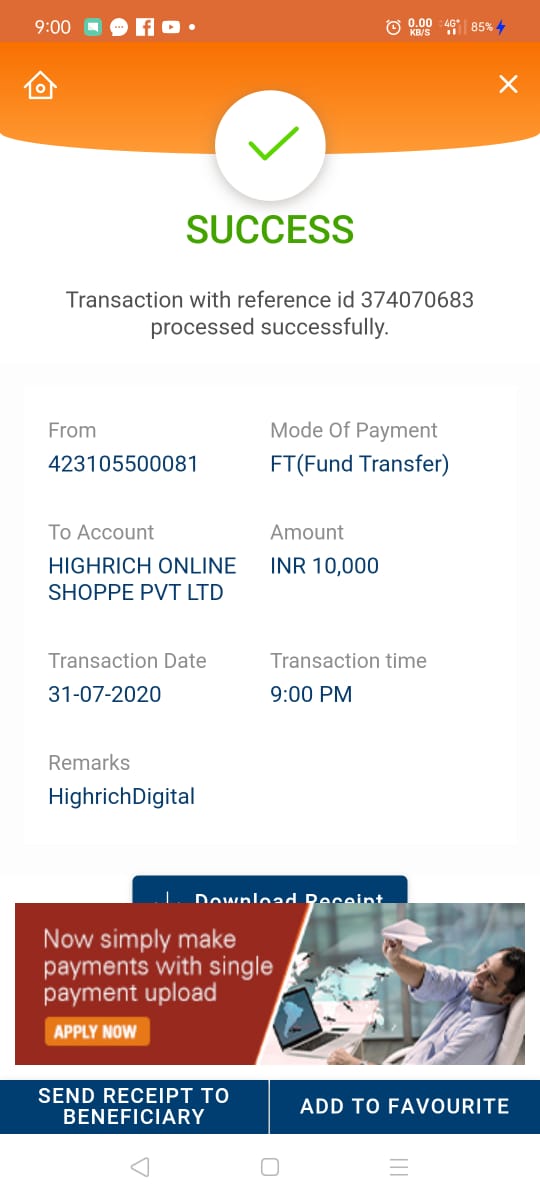 9:00
0.00
KB/S
4G+
85%
SUCCESS
Transaction with reference id 374070683
processed successfully.
From
Mode Of Payment
423105500081
FT(Fund Transfer)
To Account
Amount
HIGHRICH ONLINE
SHOPPE PVT LTD
INR 10,000
Transaction Date
Transaction time
31-07-2020
9:00 PM
Remarks
HighrichDigital
Download Receipt
Now simply make
payments with single
payment upload
APPLY NOW
SEND RECEIPT TO
BENEFICIARY
ADD TO FAVOURITE